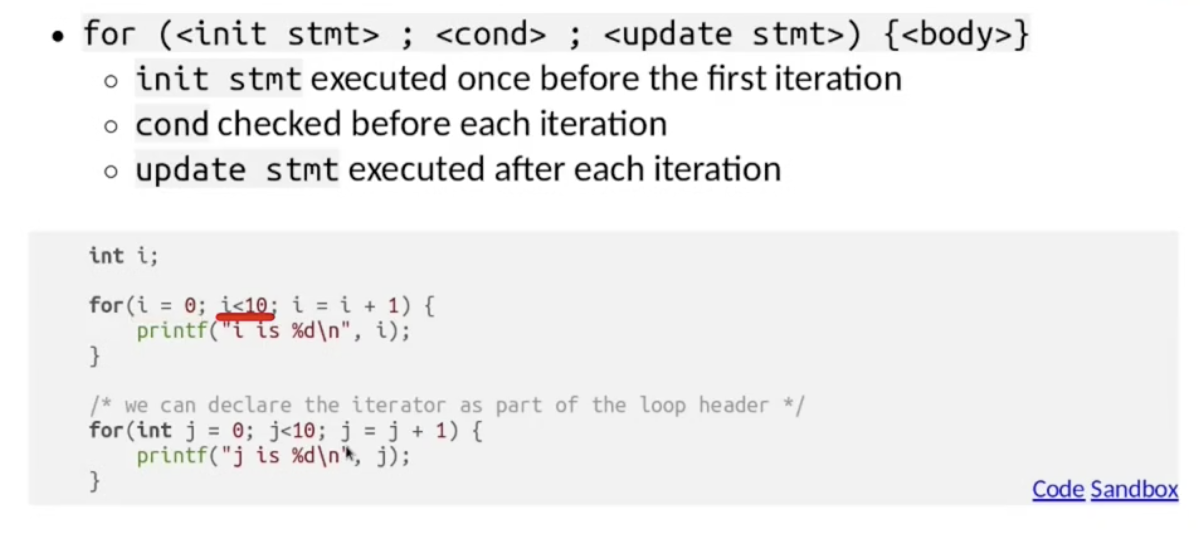 • for (<init stmt> ; <cond> ; <update stmt>) {<body>}
○ init stmt executed once before the first iteration
○ cond checked before each iteration
○ update stmt executed after each iteration
int i;
for(i = 0; i<10; i = i + 1) {
printf("i is %d\n", i);
}
/* we can declare the iterator as part of the loop header */
for(int j = 0; j<10; j = j + 1) {
printf("j is %d\n", j);
}
Code Sandbox